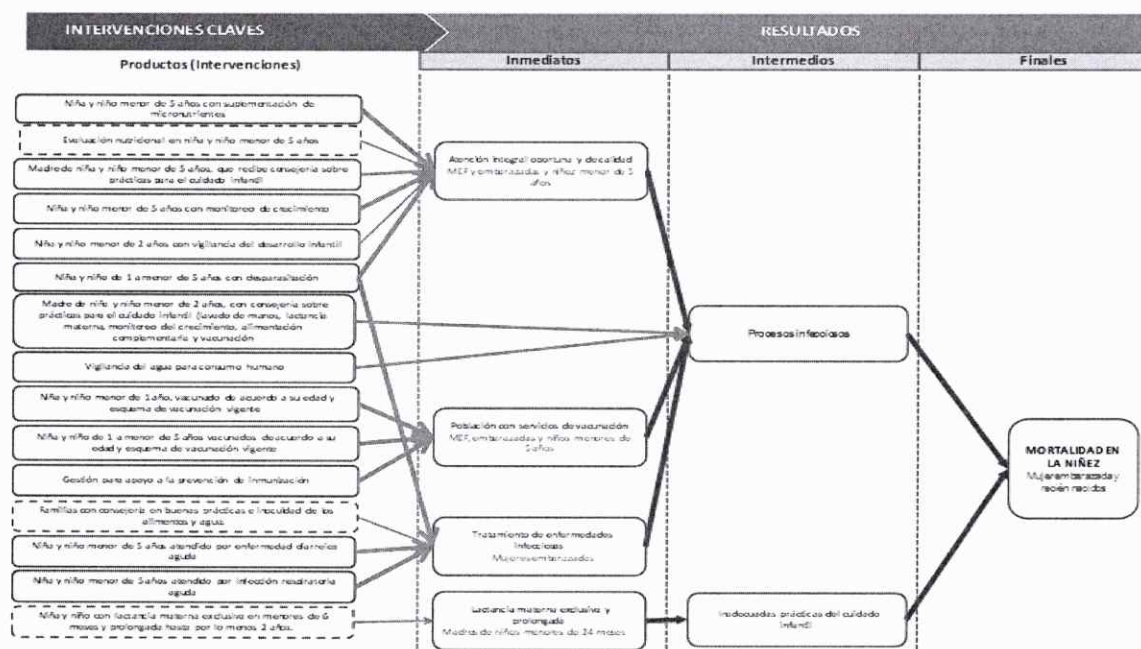 INTERVENCIONES CLAVES
RESULTADOS
Productos (Intervenciones)
Inmediatos
Intermedios
Finales
Niña y niño menor de 5 años con suplementación de
micronutrientes
Evaluación nutricional en niña y niño menor de 5 años
Madre de niña y niño menor de 5 años, que recibe consejería sobre
prácticas para el cuidado infantil
Niña y niño menor de 5 años con monitoreo de crecimiento
Niña y niño menor de 2 años con vigilancia del desarrollo infantil
Niña y niño de 1 a menor de 5 años con desparasitación
Madre de niña y niño menor de 2 años, con consejería sobre
prácticas para el cuidado infantil (lavado de manos, lactancia
materna, monitoreo del crecimiento, alimentación
complementaria y vacunación
Vigilancia del agua para consumo humano
Niña y niño menor de 1 año, vacunado de acuerdo a su edad y
esquema de vacunación vigente
Niña y niño de 1 a menor de 5 años vacunados de acuerdo a su
edad y esquema de vacunación vigente
Gestión para apoyo a la prevención de inmunización
Familias con consejería en buenas prácticas e inocuidad de los
alimentos y agua.
Niña y niño menor de 5 años atendido por enfermedad diarreica
aguda
Niña y niño menor de 5 años atendido por infección respiratoria
aguda
Niña y niño con lactancia materna exclusiva en menores de 6
meses y prolongada hasta por lo menos 2 años.
Atención integral oportuna y de calidad
MEF y embarazadas y niñez menor de 5
años
Población con servicios de vacunación
MEF, embarazadas y niños menores de
5 años
Tratamiento de enfermedades
infecciosas
Mujeres embarazadas
Lactancia materna exclusiva y
prolongada
Madres de niños menores de 24 meses
Procesos infecciosos
Inadecuadas prácticas del cuidado
infantil
MORTALIDAD EN
LA NIÑEZ
Mujer embarazada y
recién nacidos